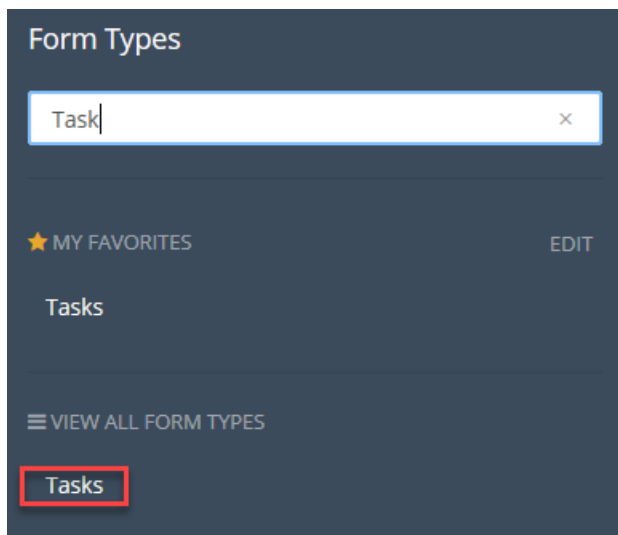 Form Types
Task
×
MY FAVORITES
EDIT
Tasks
VIEW ALL FORM TYPES
Tasks